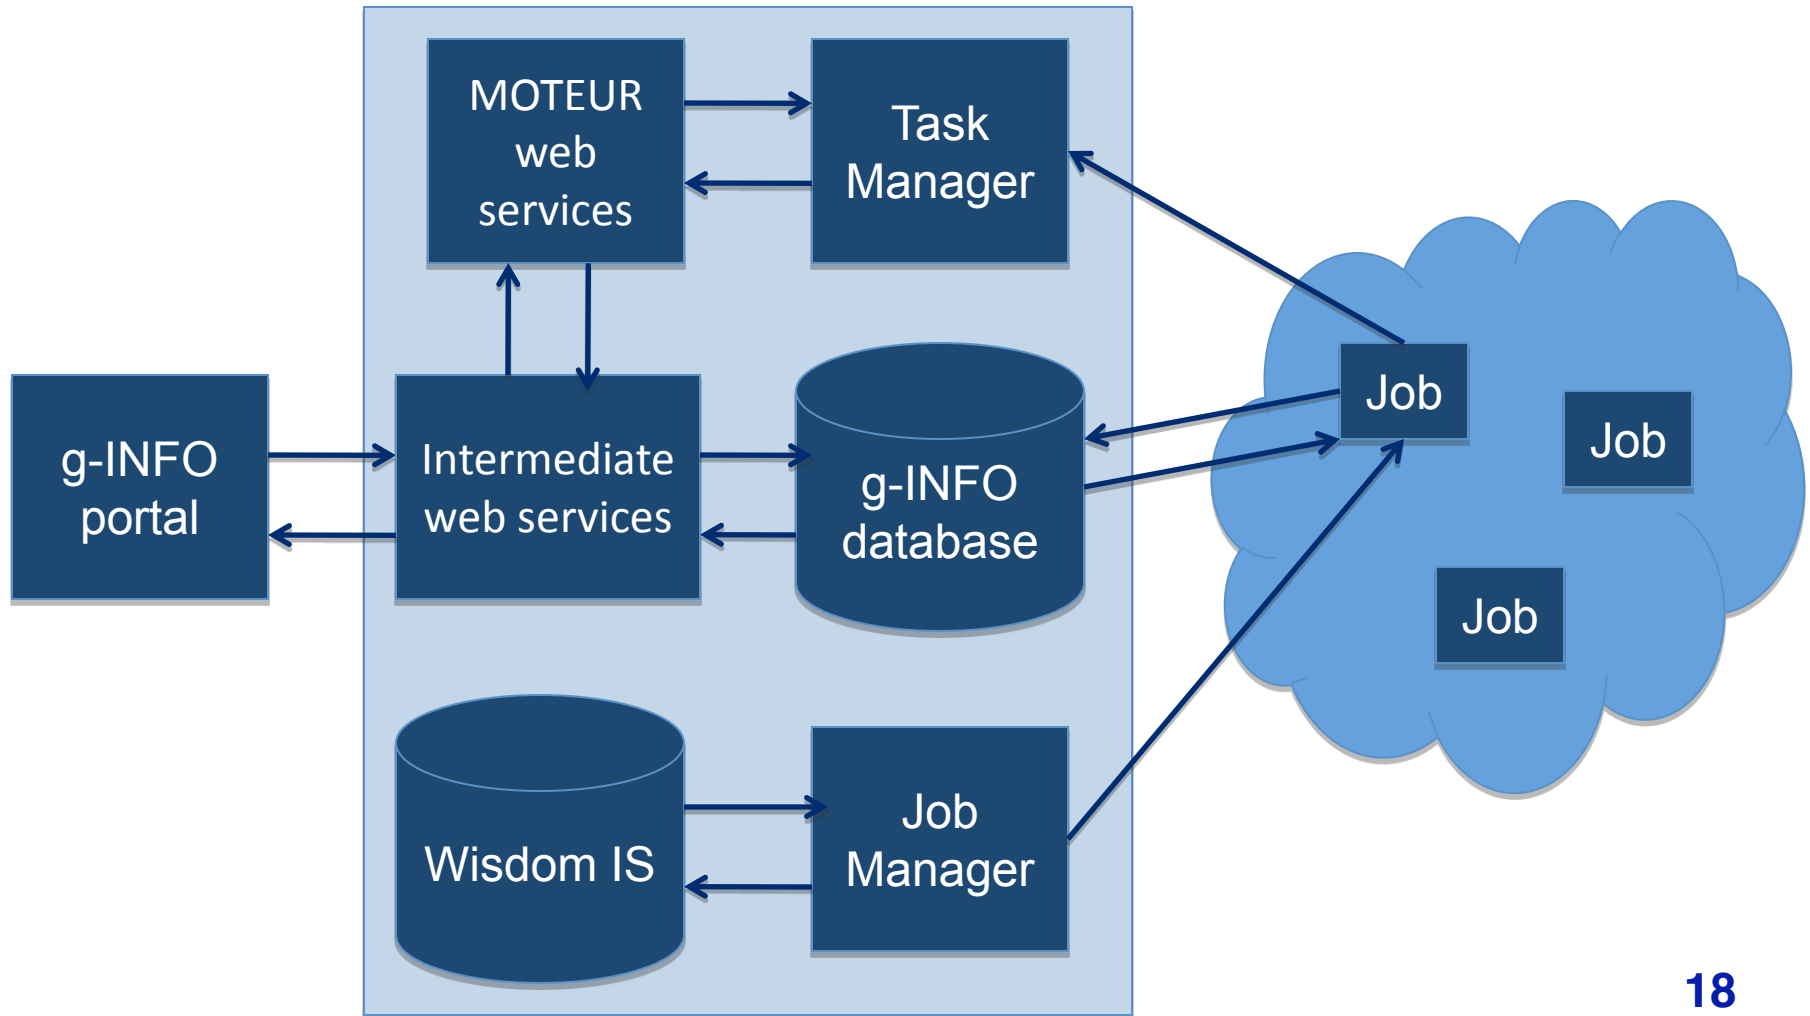 MOTEUR
web
services
Task
Manager
g-INFO
portal
Intermediate
web services
g-INFO
database
Job
Job
Job
Wisdom IS
Job
Manager
18